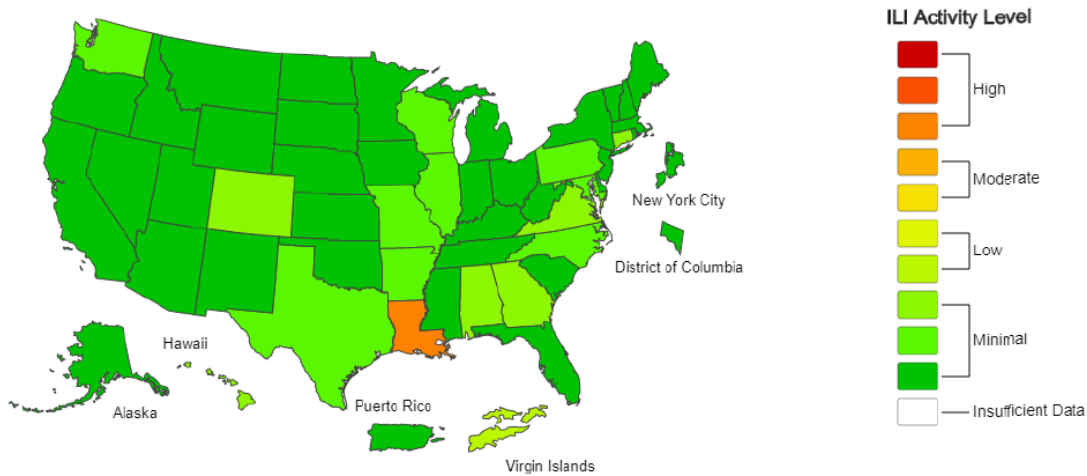 ILI Activity Level
High
Moderate
Low
Minimal
Insufficient Data
New York City
District of Columbia
Hawaii
Alaska
Puerto Rico
Virgin Islands